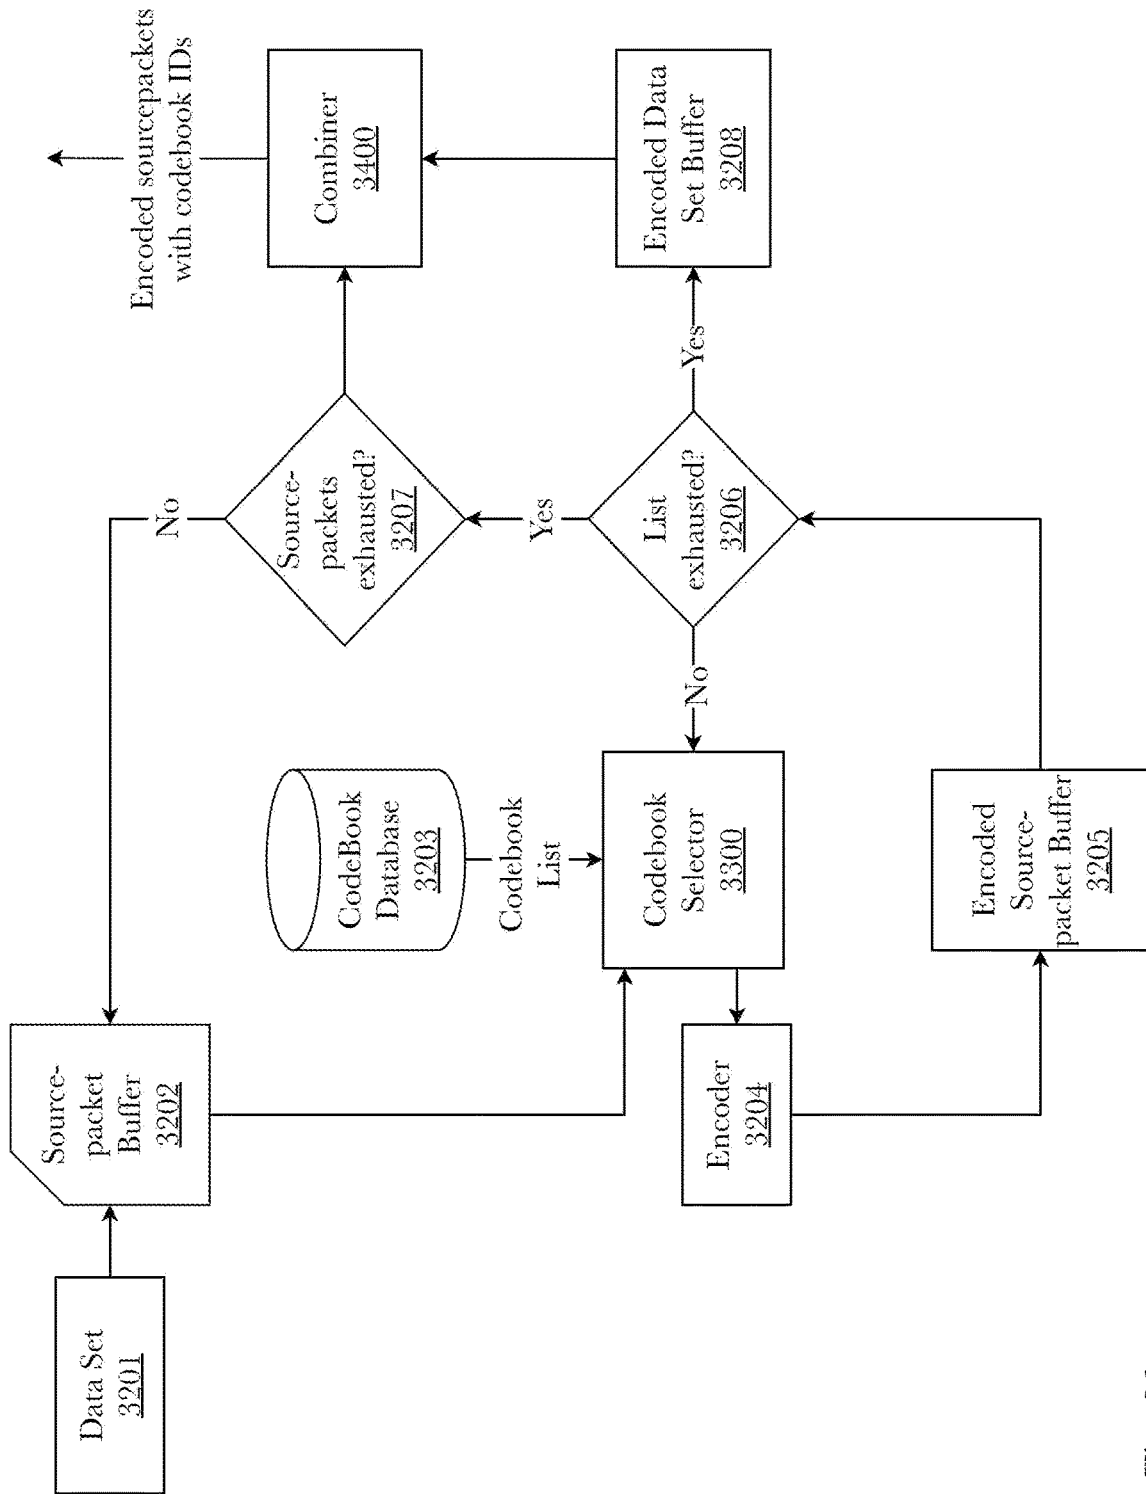 Data Set
3201
Source-
packet
Buffer
3202
No
Source-
packets
exhausted?
3207
Encoded sourcepackets
with codebook IDs
Combiner
3400
CodeBook
Database
3203
Codebook
List
Yes
Codebook
Selector
3300
No
List
exhausted?
3206
Yes
Encoded Data
Set Buffer
3208
Encoder
3204
Encoded
Source-
packet Buffer
3205